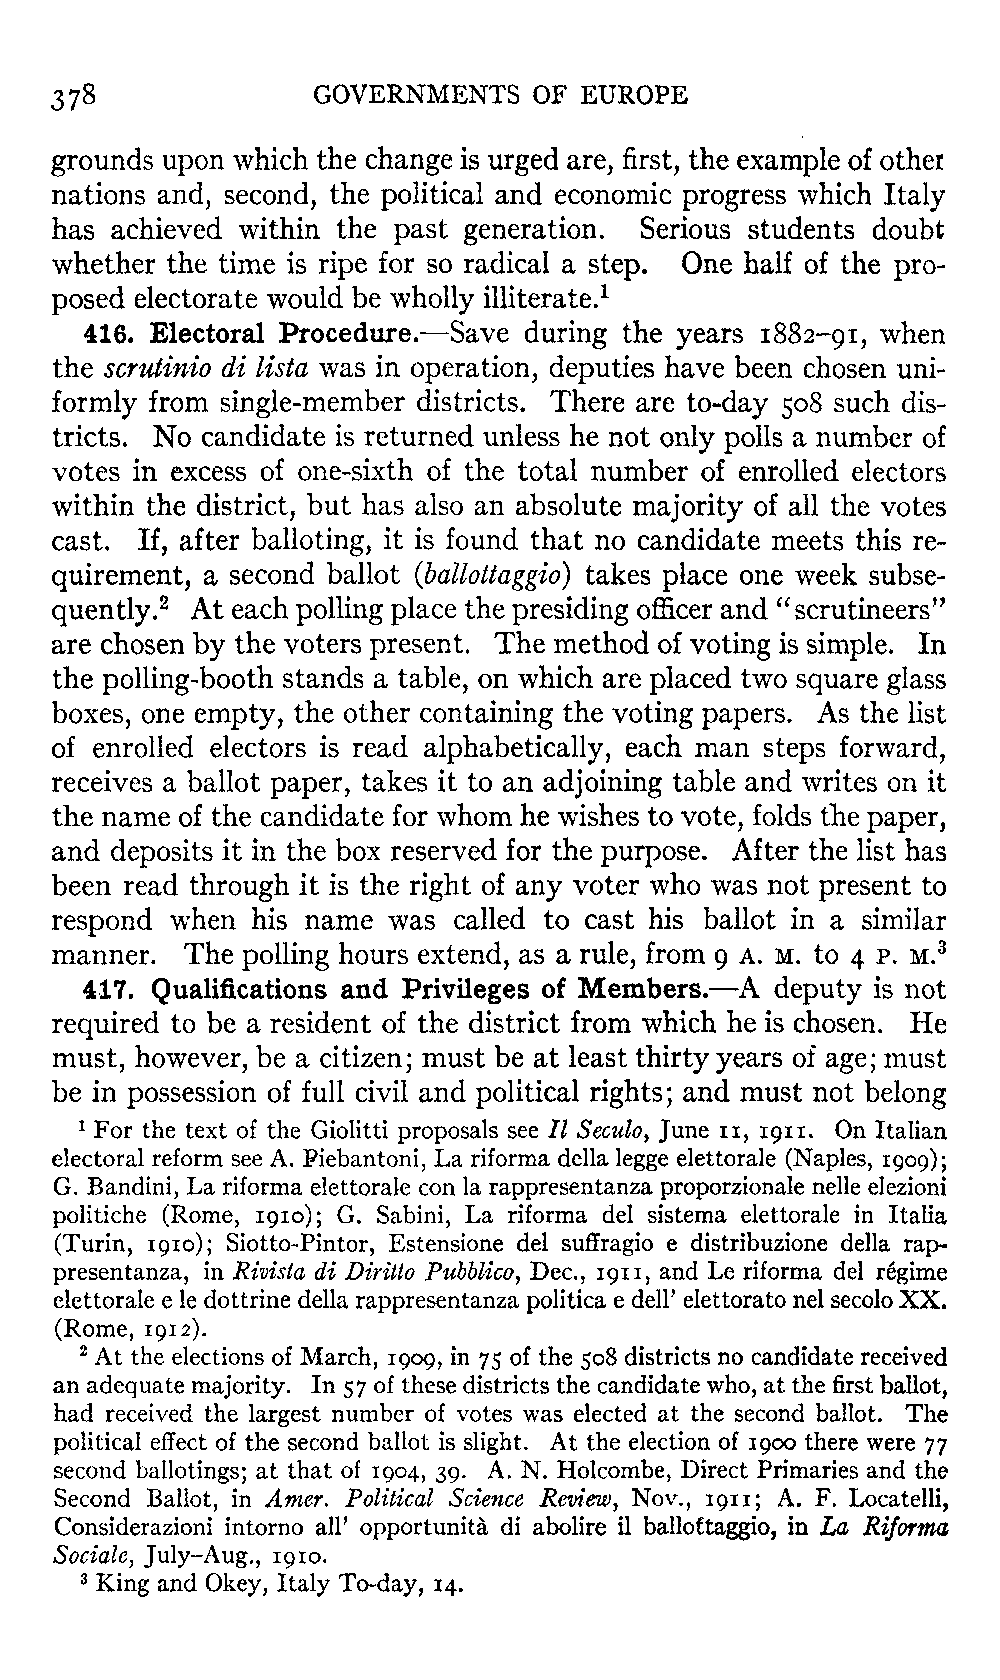 378 GOVERNMENTS OF EUROPE
grounds upon which the change is urged are, first, the example of other
nations and, second, the political and economic progress which Italy
has achieved within the past generation. Serious students doubt
whether the time is ripe for so radical a step. One half of the pro-
posed electorate would be wholly illiterate.¹
416. Electoral Procedure.—Save during the years 1882–91, when
the scrutinio di lista was in operation, deputies have been chosen uni-
formly from single-member districts. There are to-day 508 such dis-
tricts. No candidate is returned unless he not only polls a number of
votes in excess of one-sixth of the total number of enrolled electors
within the district, but has also an absolute majority of all the votes
cast. If, after balloting, it is found that no candidate meets this re-
quirement, a second ballot (ballottaggio) takes place one week subse-
quently.² At each polling place the presiding officer and “scrutineers”
are chosen by the voters present. The method of voting is simple. In
the polling-booth stands a table, on which are placed two square glass
boxes, one empty, the other containing the voting papers. As the list
of enrolled electors is read alphabetically, each man steps forward,
receives a ballot paper, takes it to an adjoining table and writes on it
the name of the candidate for whom he wishes to vote, folds the paper,
and deposits it in the box reserved for the purpose. After the list has
been read through it is the right of any voter who was not present to
respond when his name was called to cast his ballot in a similar
manner. The polling hours extend, as a rule, from 9 A. M. to 4 P. M.³
417. Qualifications and Privileges of Members.—A deputy is not
required to be a resident of the district from which he is chosen. He
must, however, be a citizen; must be at least thirty years of age; must
be in possession of full civil and political rights; and must not belong
¹ For the text of the Giolitti proposals see Il Seculo, June 11, 1911. On Italian
electoral reform see A. Piebantoni, La riforma della legge elettorale (Naples, 1909);
G. Bandini, La riforma elettorale con la rappresentanza proporzionale nelle elezioni
politiche (Rome, 1910); G. Sabini, La riforma del sistema elettorale in Italia
(Turin, 1910); Siotto-Pintor, Estensione del suffragio e distribuzione della rap-
presentanza, in Rivista di Diritto Pubblico, Dec., 1911, and Le riforma del régime
elettorale e le dottrine della rappresentanza politica e dell’ elettorato nel secolo XX.
(Rome, 1912).
² At the elections of March, 1909, in 75 of the 508 districts no candidate received
an adequate majority. In 57 of these districts the candidate who, at the first ballot,
had received the largest number of votes was elected at the second ballot. The
political effect of the second ballot is slight. At the election of 1900 there were 77
second ballotings; at that of 1904, 39. A. N. Holcombe, Direct Primaries and the
Second Ballot, in Amer. Political Science Review, Nov., 1911; A. F. Locatelli,
Considerazioni intorno all’ opportunità di abolire il ballottaggio, in La Riforma
Sociale, July–Aug., 1910.
³ King and Okey, Italy To-day, 14.